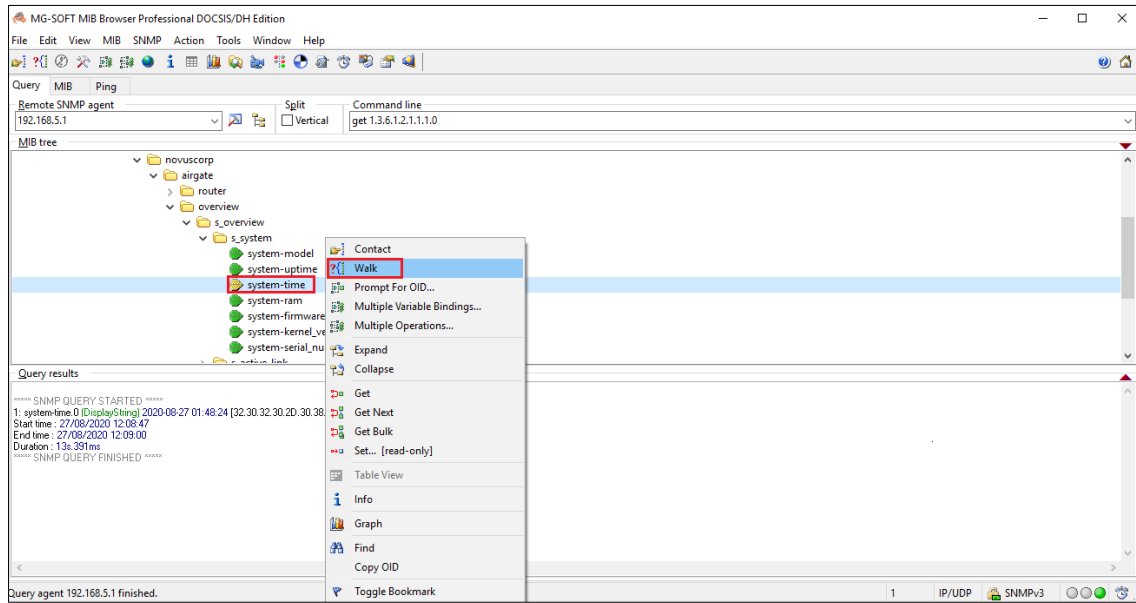 MG-SOFT MIB Browser Professional DOCSIS/DH Edition
File Edit View MIB SNMP Action Tools Window Help
Query MIB Ping
Remote SNMP agent Split Command line
192.168.5.1 Vertical get 1.3.6.1.2.1.1.1.0
MIB tree
novuscorp
airgate
router
overview
s_overview
s_system
system-model
system-uptime
system-time
system-ram
system-firmware
system-kernel_ve
system-serial_nu
s_active_link
Contact
Walk
Prompt For OID...
Multiple Variable Bindings...
Multiple Operations...
Expand
Collapse
Get
Get Next
Get Bulk
Set... [read-only]
Table View
Info
Graph
Find
Copy OID
Toggle Bookmark
Query results
***** SNMP QUERY STARTED *****
1: system-time.0 (DisplayString) 2020-08-27 01:48:24 [32.30.32.30.2D.30.38.
Start time : 27/08/2020 12:08:47
End time : 27/08/2020 12:09:00
Duration : 13s.391ms
***** SNMP QUERY FINISHED *****
Query agent 192.168.5.1 finished. 1 IP/UDP SNMPv3